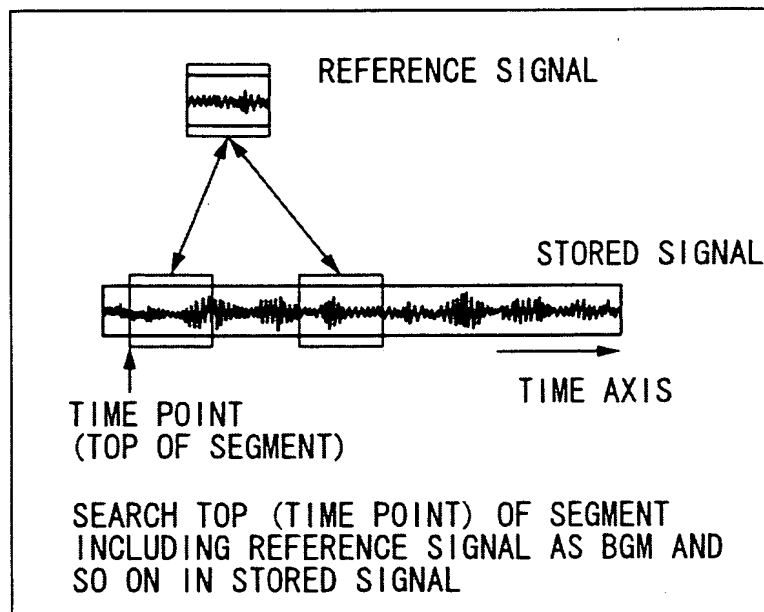 REFERENCE SIGNAL
STORED SIGNAL
TIME AXIS
TIME POINT
(TOP OF SEGMENT)
SEARCH TOP (TIME POINT) OF SEGMENT
INCLUDING REFERENCE SIGNAL AS BGM AND
SO ON IN STORED SIGNAL